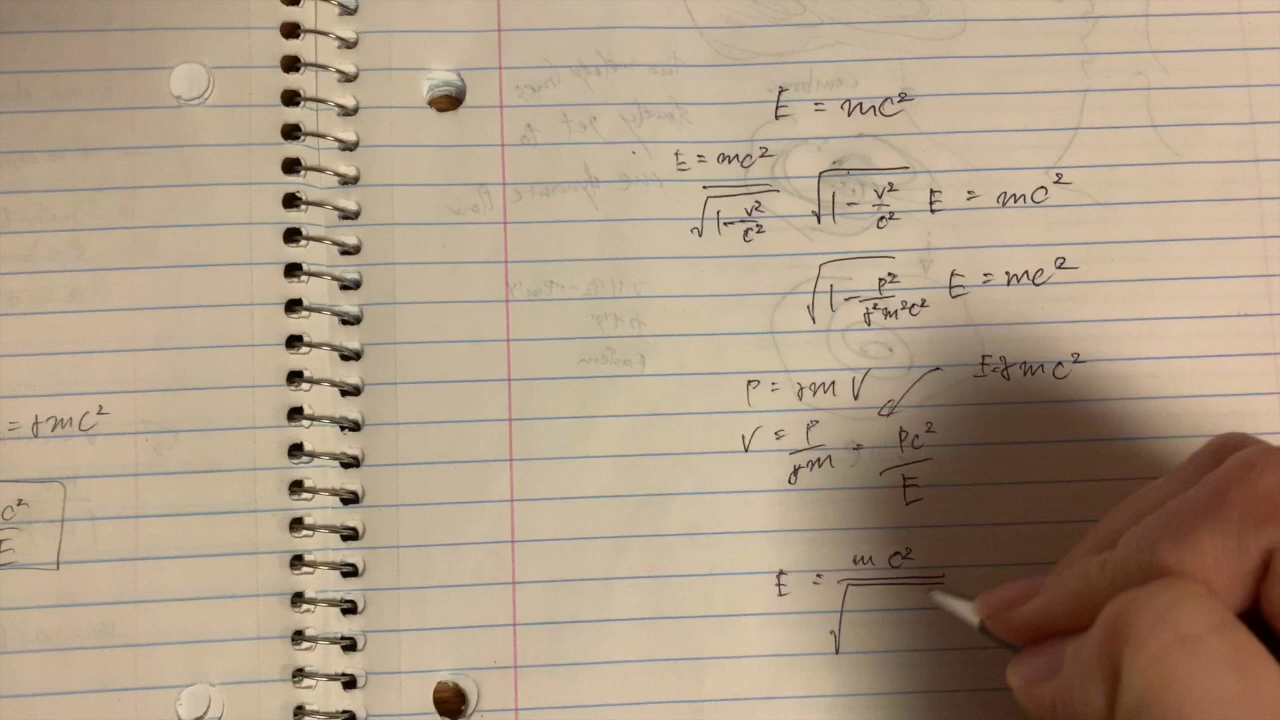 E = mc²
E = mc² / √(1 - v²/c²)
√(1 - v²/c²) E = mc²
√(1 - P²/γ²m²c²) E = mc²
E=γmc²
P = γm V
V = P/γm = Pc²/E
E = mc² / √
= γmc²
c²/E